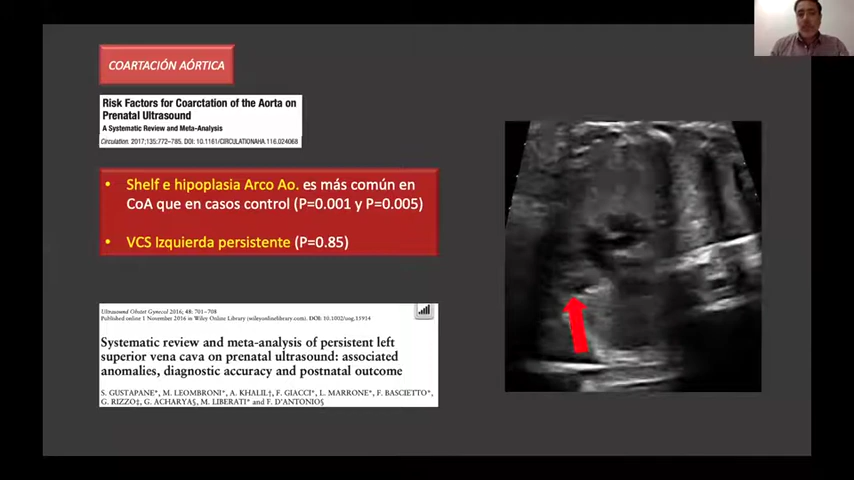 COARTACIÓN AÓRTICA
Risk Factors for Coarctation of the Aorta on
Prenatal Ultrasound
A Systematic Review and Meta-Analysis
Circulation. 2017;135:772–785. DOI: 10.1161/CIRCULATIONAHA.116.024068
• Shelf e hipoplasia Arco Ao. es más común en
CoA que en casos control (P=0.001 y P=0.005)
• VCS Izquierda persistente (P=0.85)
Ultrasound Obstet Gynecol 2016; 48: 701–708
Published online 1 November 2016 in Wiley Online Library (wileyonlinelibrary.com). DOI: 10.1002/uog.15914
Systematic review and meta-analysis of persistent left
superior vena cava on prenatal ultrasound: associated
anomalies, diagnostic accuracy and postnatal outcome
S. GUSTAPANE*, M. LEOMBRONI*, A. KHALIL†, F. GIACCI*, L. MARRONE*, F. BASCIETTO*,
G. RIZZO‡, G. ACHARYA§, M. LIBERATI* and F. D'ANTONIO§